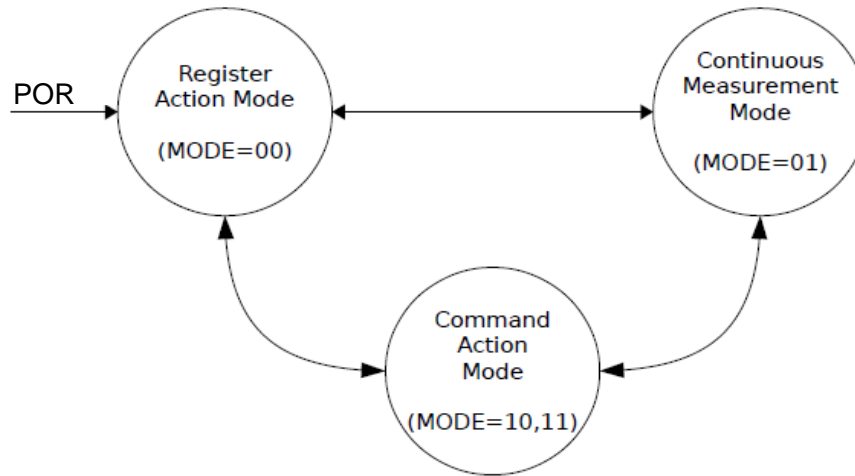 POR
Register
Action Mode
(MODE=00)
Continuous
Measurement
Mode
(MODE=01)
Command
Action
Mode
(MODE=10,11)